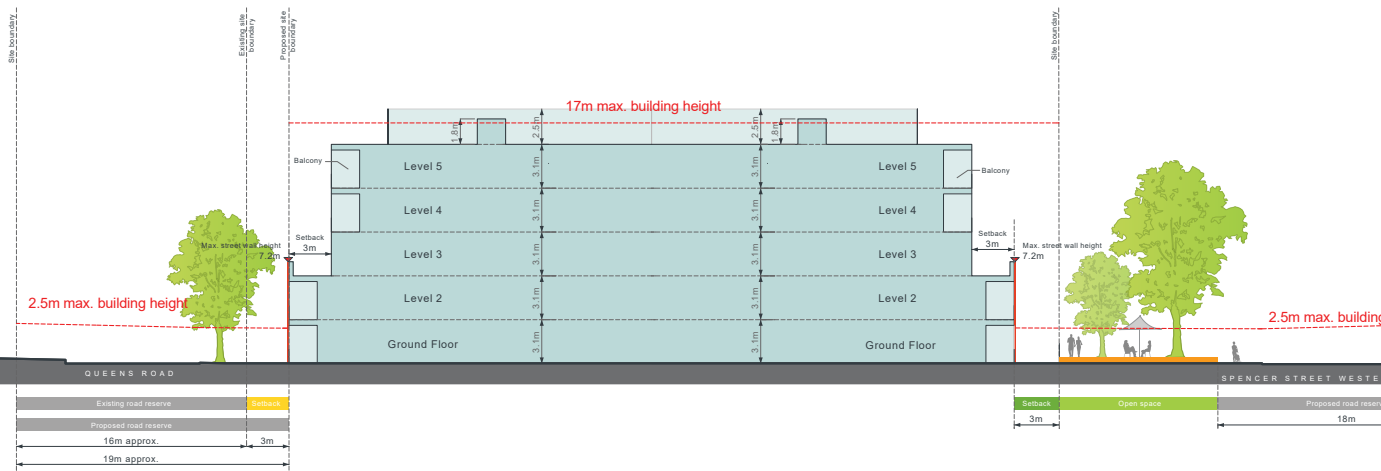 Site boundary
Existing site
boundary
Proposed site
boundary
Site boundary
17m max. building height
1.8m
2.5m
2.5m
1.8m
Balcony
Level 5
3.1m
3.1m
Level 5
Balcony
Level 4
3.1m
3.1m
Level 4
Setback
3m
Max. street wall height
7.2m
Level 3
3.1m
3.1m
Level 3
Setback
3m
Max. street wall height
7.2m
2.5m max. building height
Level 2
3.1m
3.1m
Level 2
2.5m max. building
Ground Floor
3.1m
3.1m
Ground Floor
QUEENS ROAD
SPENCER STREET WESTE
Existing road reserve
Setback
Setback
Open space
Proposed road reserv
Proposed road reserve
16m approx.
3m
3m
18m
19m approx.